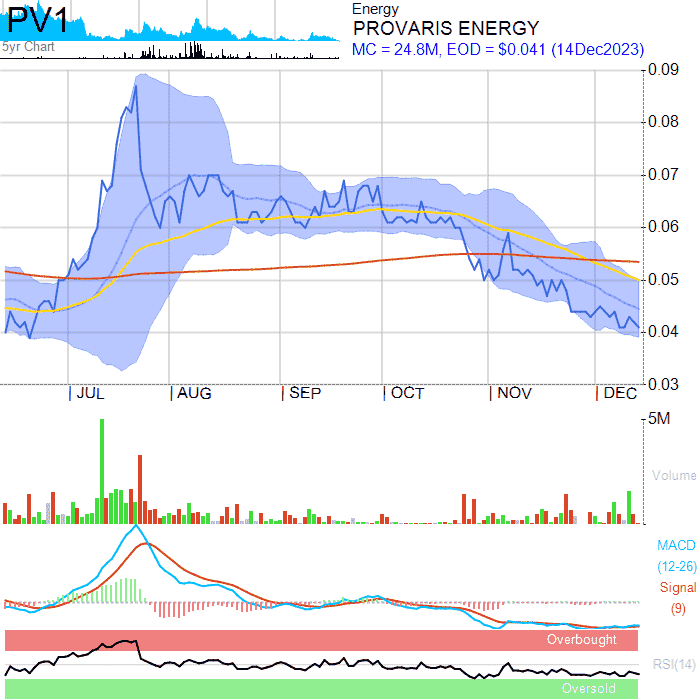 PV1
5yr Chart
Energy
PROVARIS ENERGY
MC = 24.8M, EOD = $0.041 (14Dec2023)
0.09
0.08
0.07
0.06
0.05
0.04
0.03
JUL AUG SEP OCT NOV DEC
5M
Volume
MACD
(12-26)
Signal
(9)
Overbought
RSI(14)
Oversold